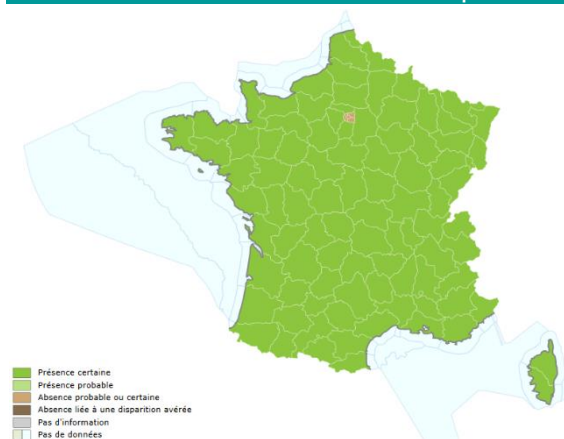 Présence certaine
Présence probable
Absence probable ou certaine
Absence liée à une disparition avérée
Pas d'information
Pas de données